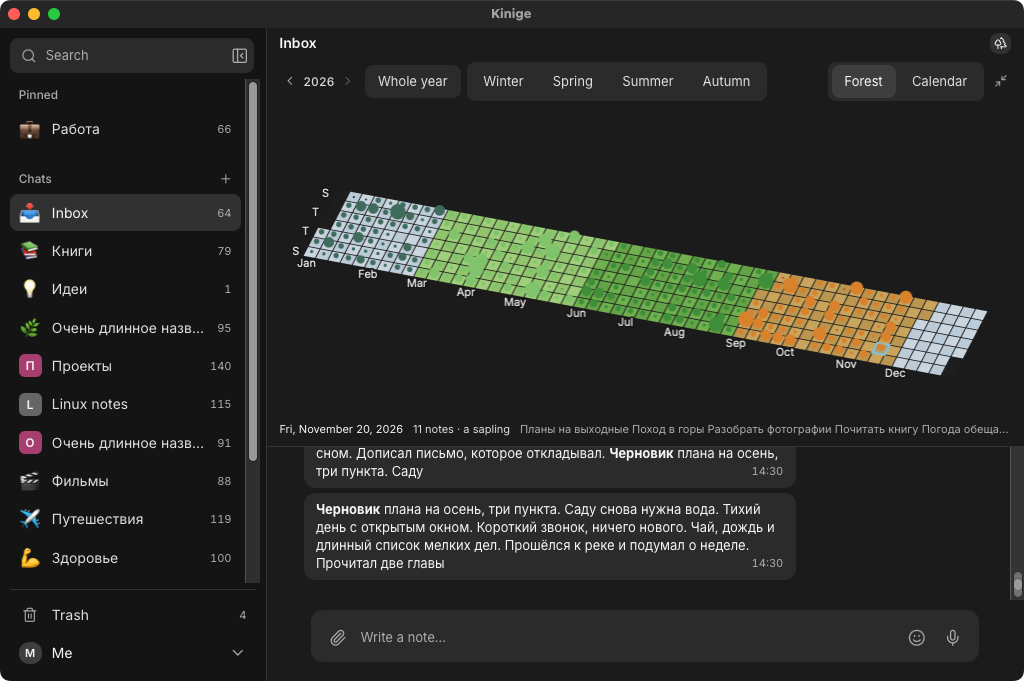 Kinige
Search
Pinned
Работа 66
Chats
Inbox 64
Книги 79
Идеи 1
Очень длинное назв... 95
П Проекты 140
L Linux notes 115
О Очень длинное назв... 91
Фильмы 88
Путешествия 119
Здоровье 100
Trash 4
M Me
Inbox
2026 Whole year Winter Spring Summer Autumn Forest Calendar
S
T
T
S
Jan
Feb
Mar
Apr
May
Jun
Jul
Aug
Sep
Oct
Nov
Dec
Fri, November 20, 2026 11 notes · a sapling Планы на выходные Поход в горы Разобрать фотографии Почитать книгу Погода обеща...
сном. Дописал письмо, которое откладывал. Черновик плана на осень,
три пункта. Саду 14:30
Черновик плана на осень, три пункта. Саду снова нужна вода. Тихий
день с открытым окном. Короткий звонок, ничего нового. Чай, дождь и
длинный список мелких дел. Прошёлся к реке и подумал о неделе.
Прочитал две главы 14:30
Write a note...